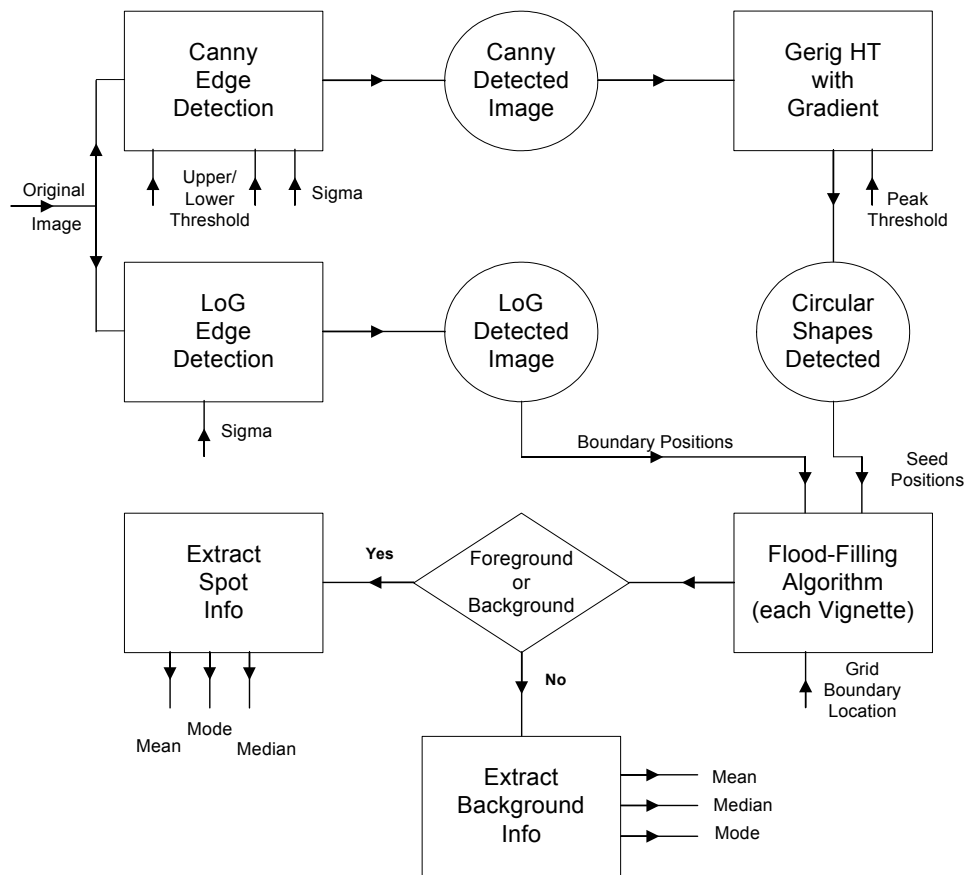 Canny
Edge
Detection
Canny
Detected
Image
Gerig HT
with
Gradient
Original
Image
Upper/
Lower
Threshold
Sigma
Peak
Threshold
LoG
Edge
Detection
LoG
Detected
Image
Circular
Shapes
Detected
Sigma
Boundary Positions
Seed
Positions
Extract
Spot
Info
Yes
Foreground
or
Background
Flood-Filling
Algorithm
(each Vignette)
No
Grid
Boundary
Location
Mean
Mode
Median
Extract
Background
Info
Mean
Median
Mode